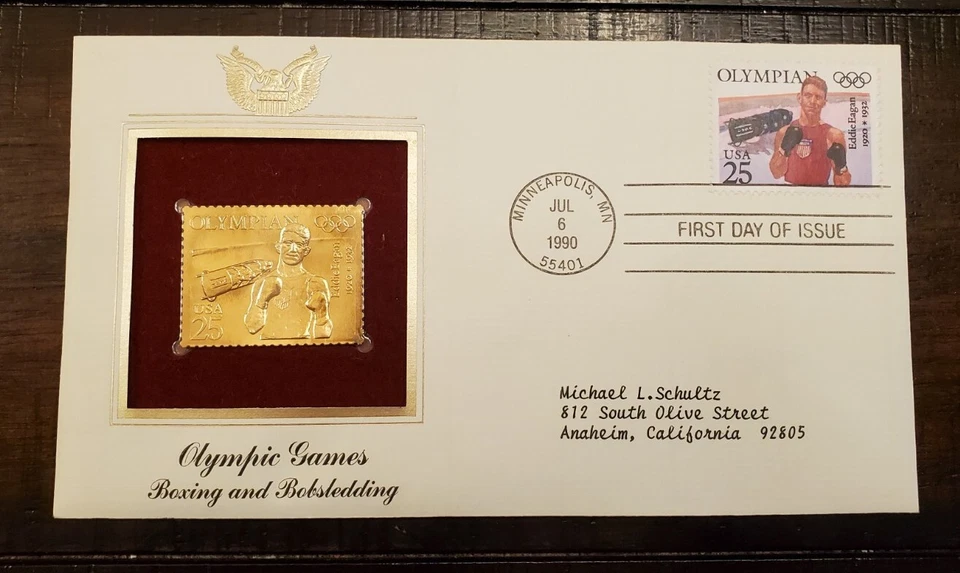 OLYMPIAN
Eddie Eagan
1920 * 1932
USA
25
Olympic Games
Boxing and Bobsledding
OLYMPIAN
Eddie Eagan
1920 * 1932
USA
25
MINNEAPOLIS, MN
JUL
6
1990
55401
FIRST DAY OF ISSUE
Michael L.Schultz
812 South Olive Street
Anaheim, California 92805